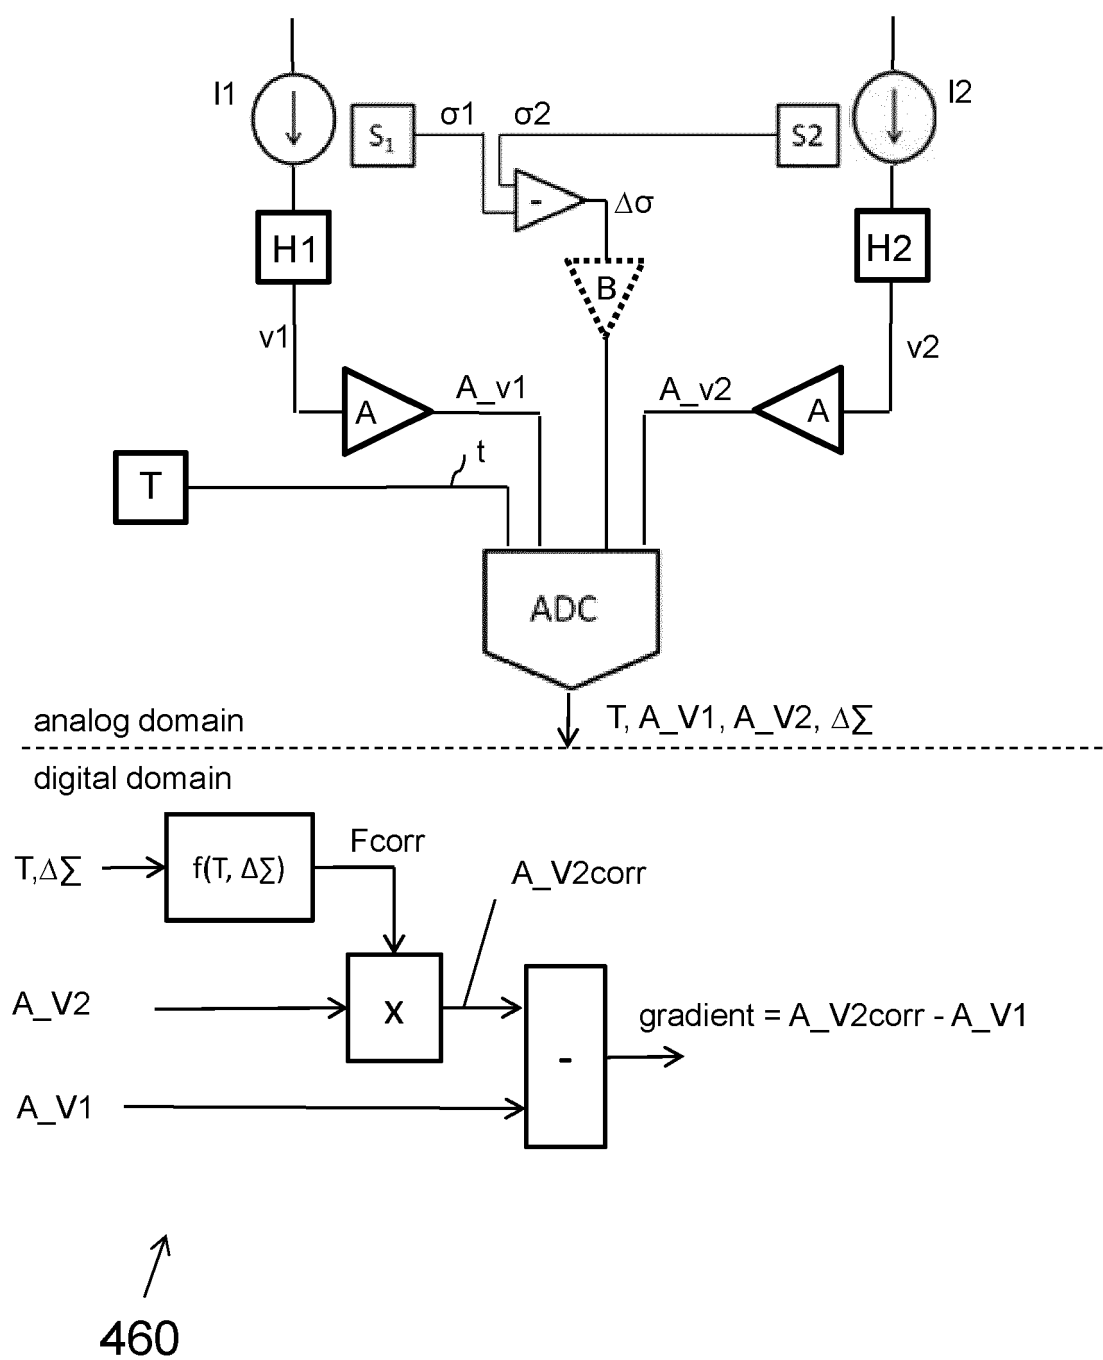 I1
I2
S1
σ1
σ2
S2
-
Δσ
H1
H2
B
v1
v2
A
A_v1
A_v2
A
T
t
ADC
analog domain
T, A_V1, A_V2, Δ∑
digital domain
T,Δ∑
f(T, Δ∑)
Fcorr
A_V2corr
A_V2
x
gradient = A_V2corr - A_V1
-
A_V1
460